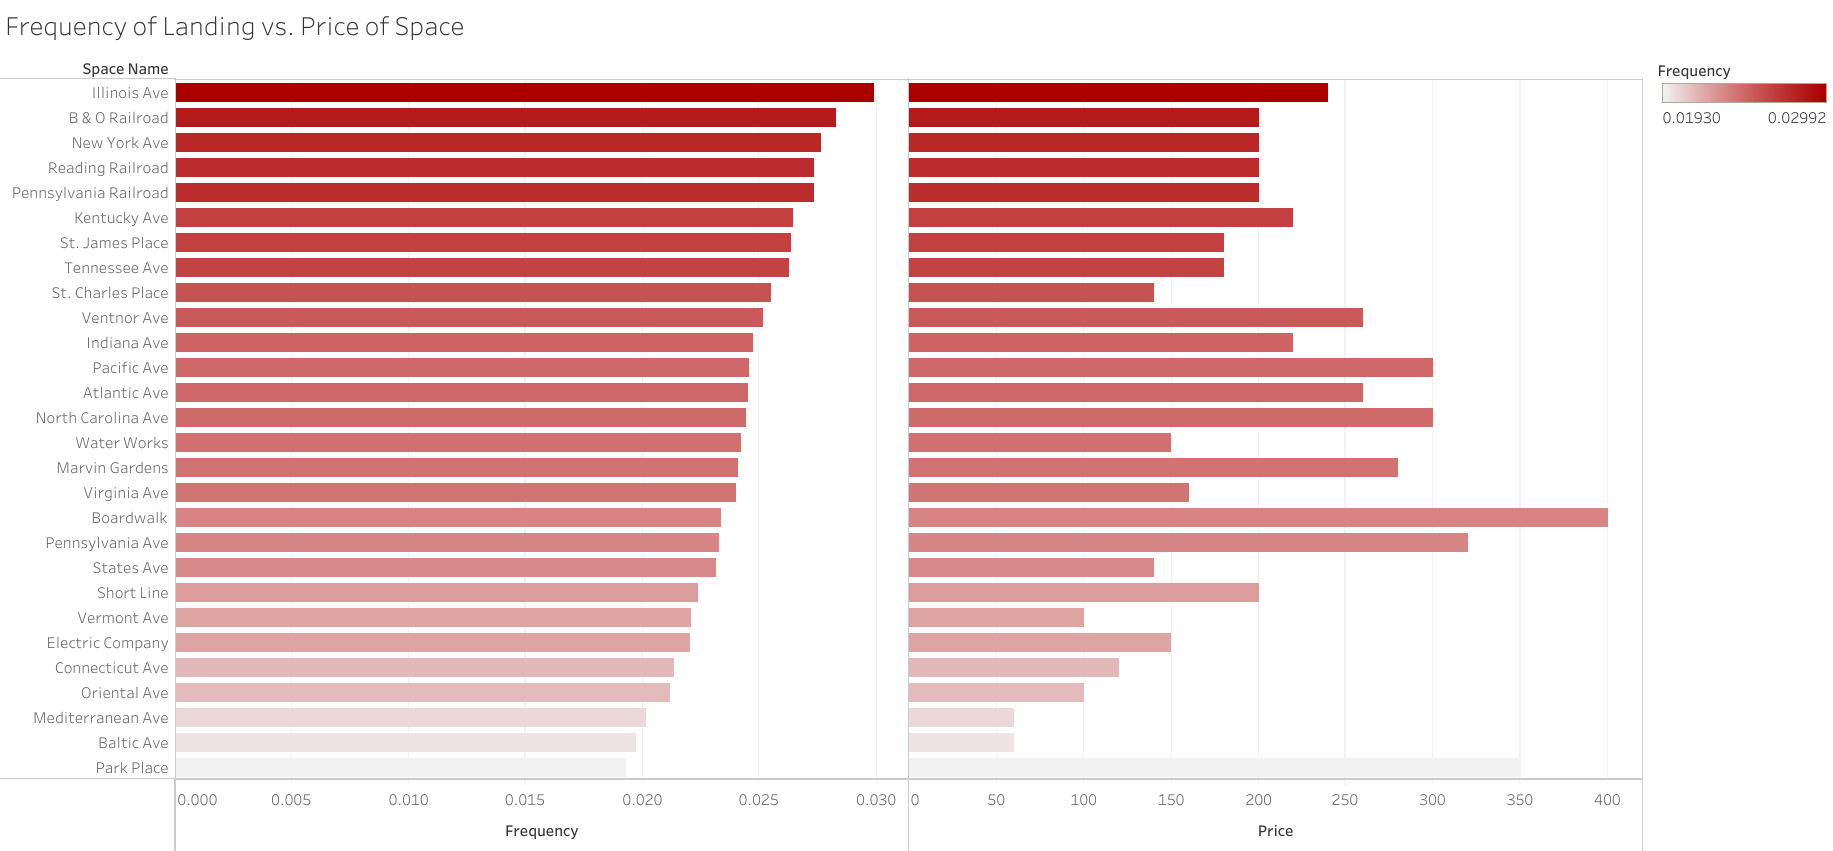 Frequency of Landing vs. Price of Space
Space Name
Illinois Ave
B & O Railroad
New York Ave
Reading Railroad
Pennsylvania Railroad
Kentucky Ave
St. James Place
Tennessee Ave
St. Charles Place
Ventnor Ave
Indiana Ave
Pacific Ave
Atlantic Ave
North Carolina Ave
Water Works
Marvin Gardens
Virginia Ave
Boardwalk
Pennsylvania Ave
States Ave
Short Line
Vermont Ave
Electric Company
Connecticut Ave
Oriental Ave
Mediterranean Ave
Baltic Ave
Park Place
0.000 0.005 0.010 0.015 0.020 0.025 0.030
Frequency
0 50 100 150 200 250 300 350 400
Price
Frequency
0.01930 0.02992